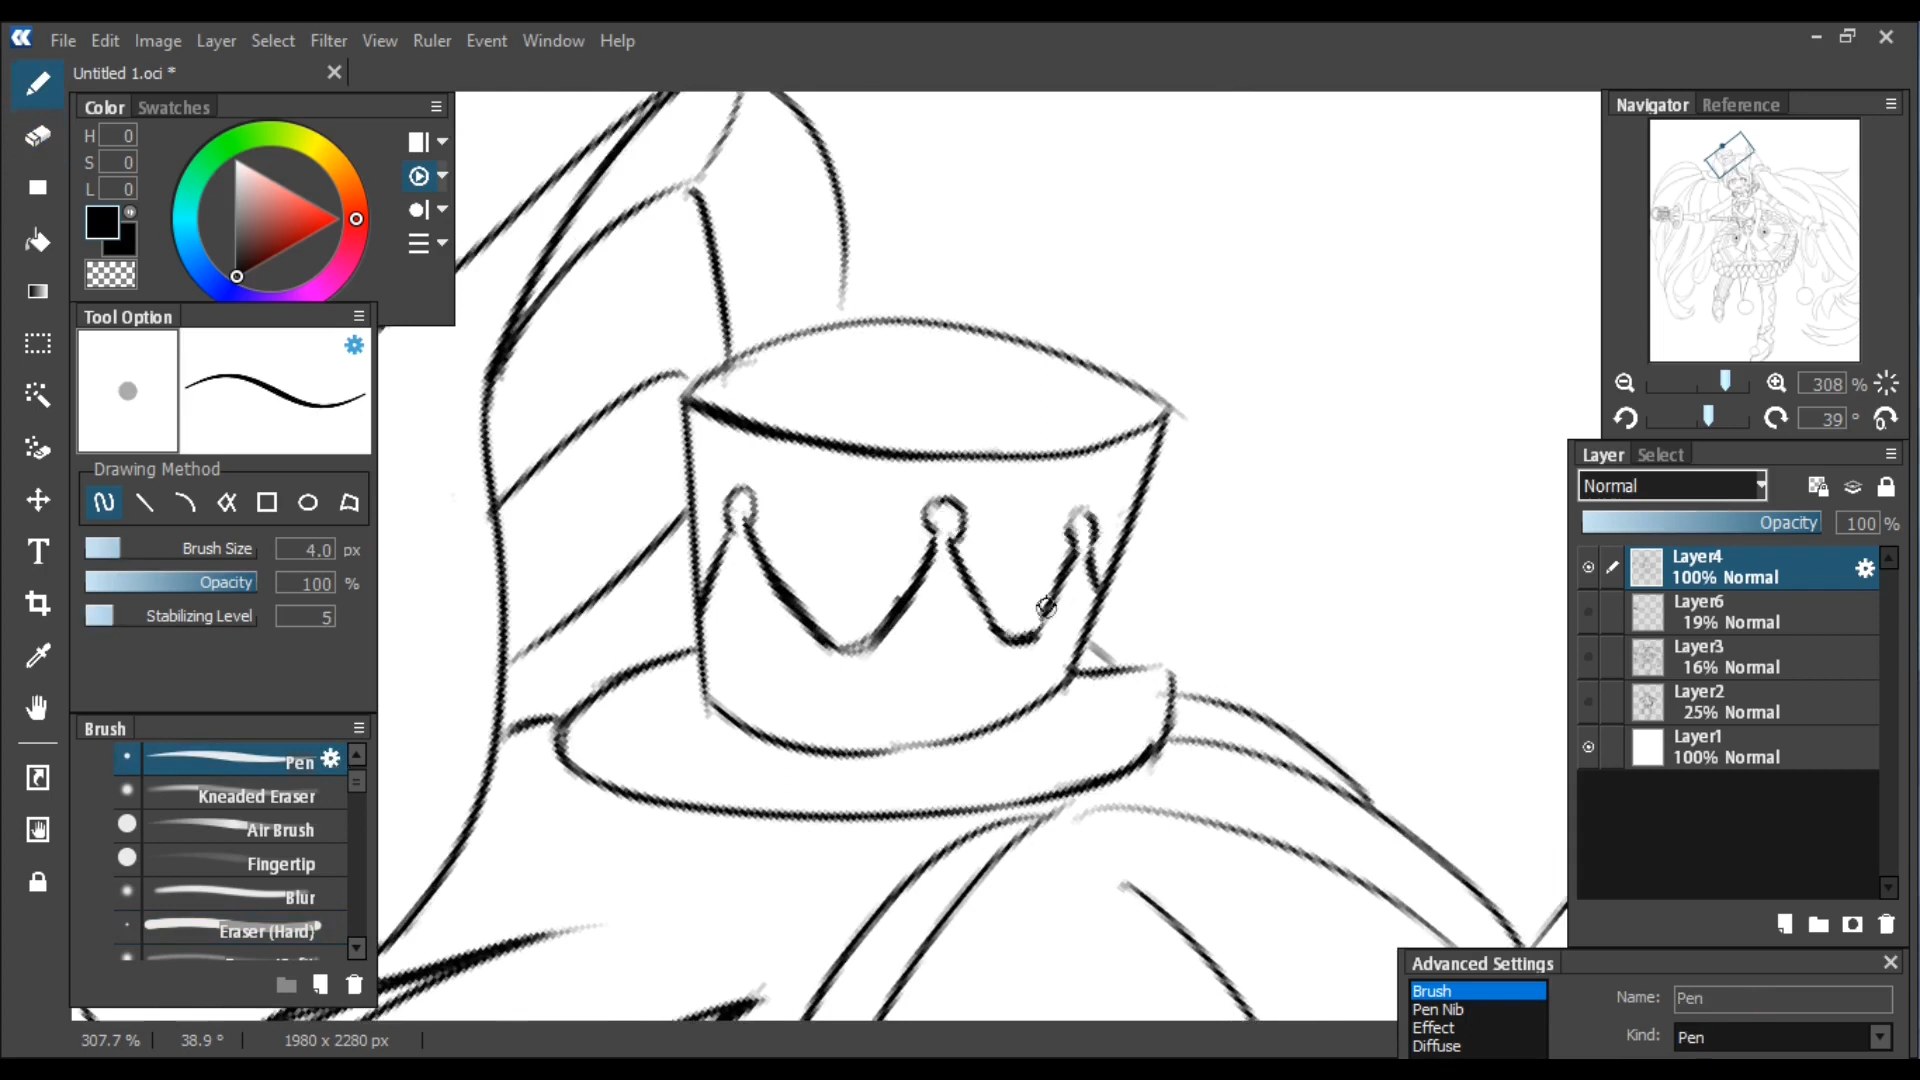 File Edit Image Layer Select Filter View Ruler Event Window Help
Untitled 1.oci *
Color Swatches
H 0
S 0
L 0
Tool Option
Drawing Method
Brush Size 4.0 px
Opacity 100 %
Stabilizing Level 5
Brush
Pen
Kneaded Eraser
Air Brush
Fingertip
Blur
Eraser (Hard)
307.7 % 38.9 ° 1980 x 2280 px
Navigator Reference
308 %
39 °
Layer Select
Normal
Opacity 100 %
Layer4
100% Normal
Layer6
19% Normal
Layer3
16% Normal
Layer2
25% Normal
Layer1
100% Normal
Advanced Settings
Brush
Pen Nib
Effect
Diffuse
Name: Pen
Kind: Pen